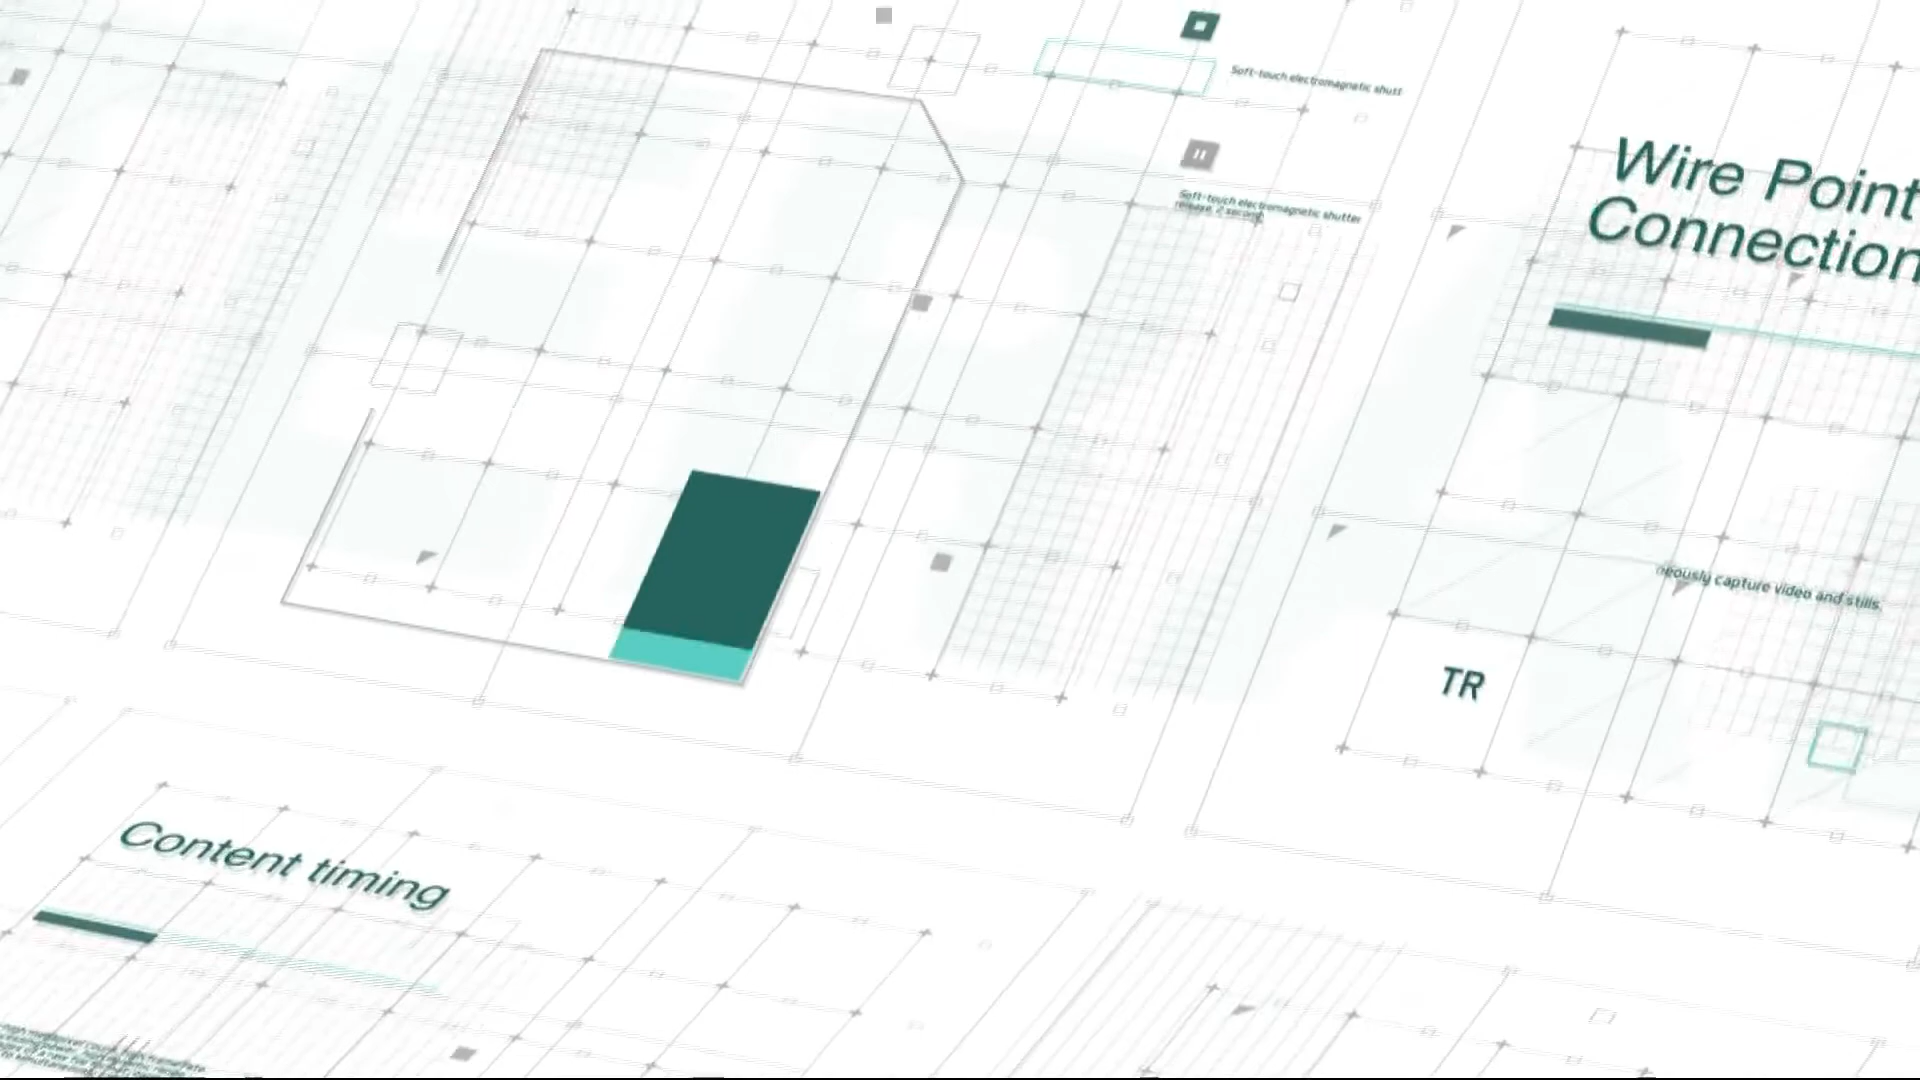 Soft-touch electromagnetic shutt
Soft-touch electromagnetic shutter
release 2 second
Wire Point
Connection
eously capture video and stills.
TR
Content timing